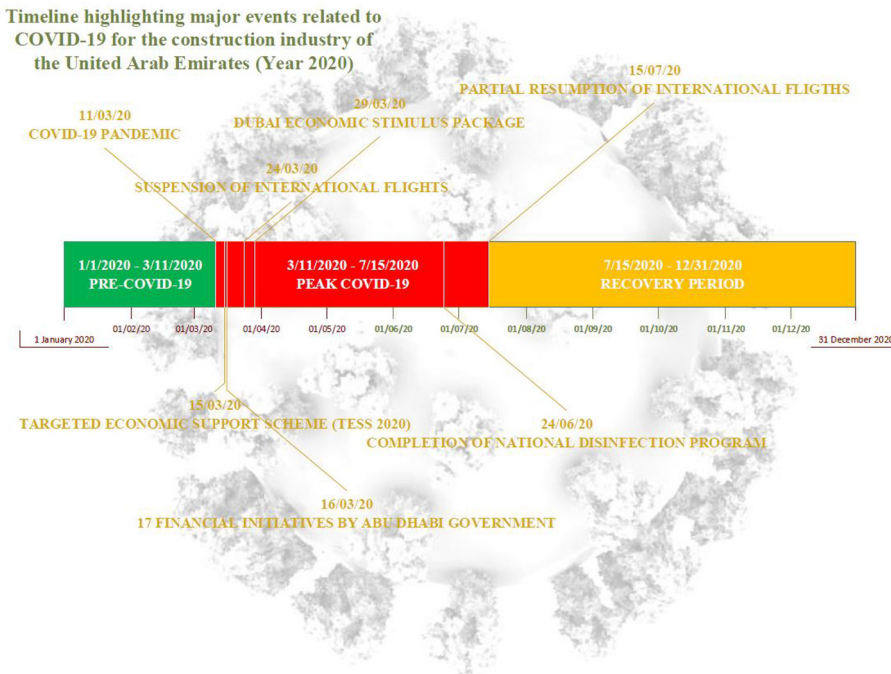 Timeline highlighting major events related to
COVID-19 for the construction industry of
the United Arab Emirates (Year 2020)
15/07/20
PARTIAL RESUMPTION OF INTERNATIONAL FLIGTHS
29/03/20
DUBAI ECONOMIC STIMULUS PACKAGE
11/03/20
COVID-19 PANDEMIC
24/03/20
SUSPENSION OF INTERNATIONAL FLIGHTS
1/1/2020 - 3/11/2020
PRE-COVID-19
3/11/2020 - 7/15/2020
PEAK COVID-19
7/15/2020 - 12/31/2020
RECOVERY PERIOD
01/02/20
01/03/20
01/04/20
01/05/20
01/06/20
01/07/20
01/08/20
01/09/20
01/10/20
01/11/20
01/12/20
1 January 2020
31 December 2020
15/03/20
TARGETED ECONOMIC SUPPORT SCHEME (TESS 2020)
24/06/20
COMPLETION OF NATIONAL DISINFECTION PROGRAM
16/03/20
17 FINANCIAL INITIATIVES BY ABU DHABI GOVERNMENT